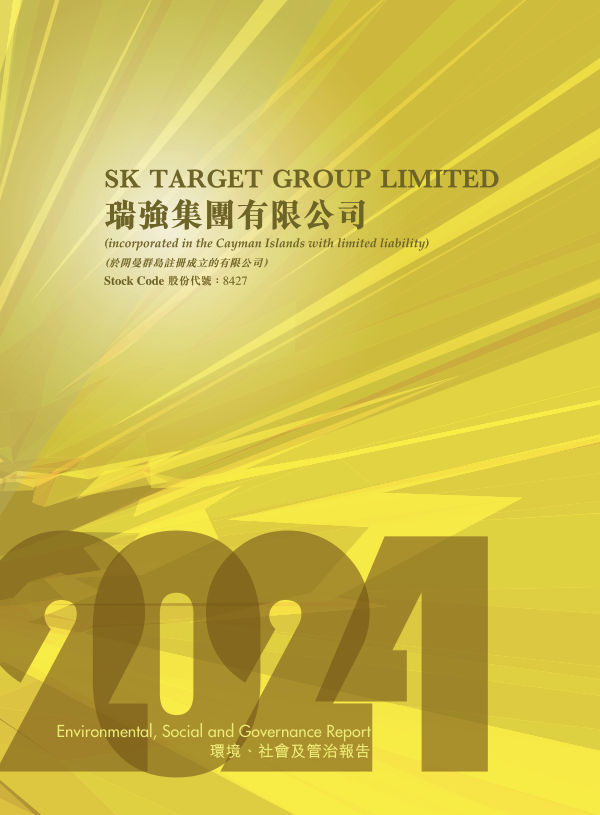 SK TARGET GROUP LIMITED
瑞強集團有限公司
(incorporated in the Cayman Islands with limited liability)
(於開曼群島註冊成立的有限公司)
Stock Code 股份代號：8427
2024
Environmental, Social and Governance Report
環境、社會及管治報告